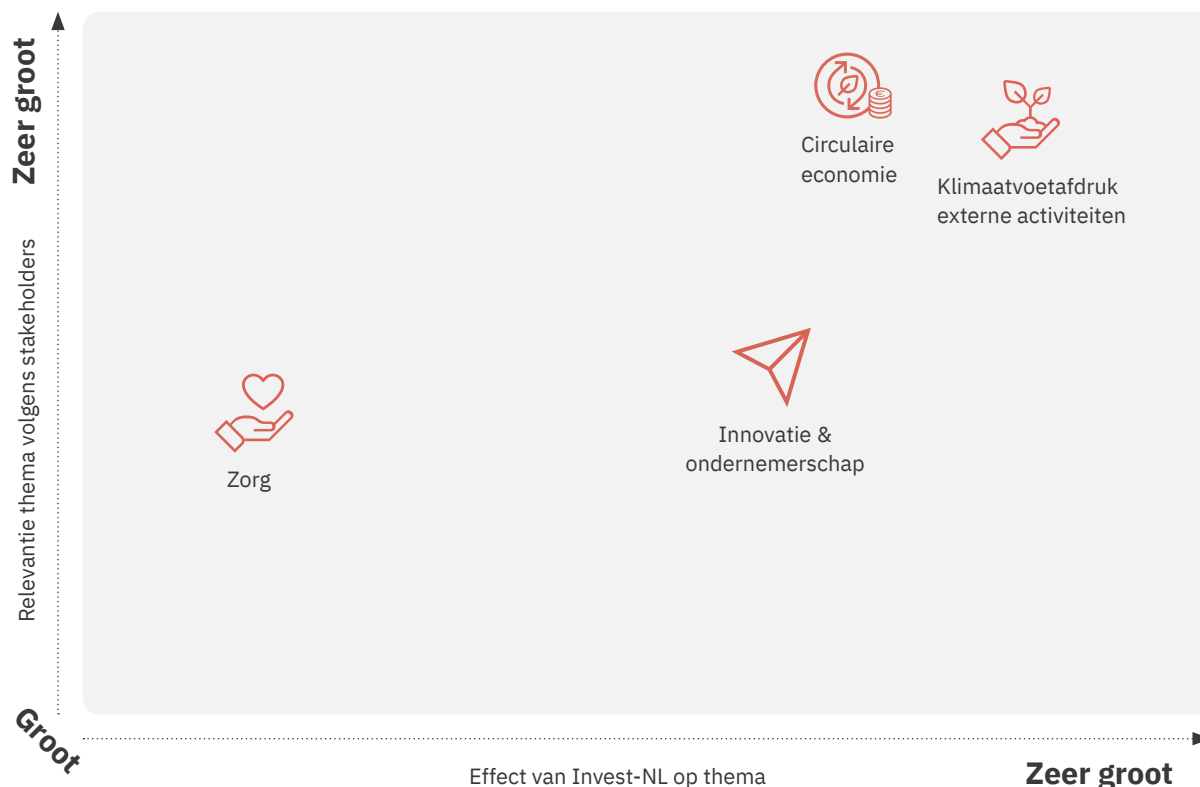 Zeer groot
Relevantie thema volgens stakeholders
Groot
Circulaire
economie
Klimaatvoetafdruk
externe activiteiten
Innovatie &
ondernemerschap
Zorg
Effect van Invest-NL op thema
Zeer groot